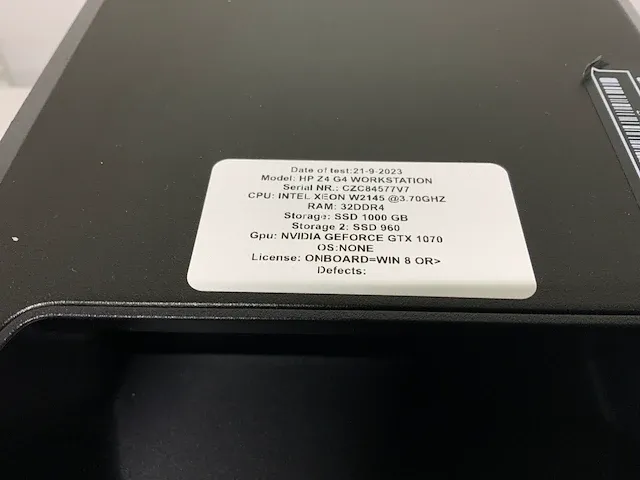 Date of test:21-9-2023
Model: HP Z4 G4 WORKSTATION
Serial NR.: CZC84577V7
CPU: INTEL XEON W2145 @3.70GHZ
RAM: 32DDR4
Storage: SSD 1000 GB
Storage 2: SSD 960
Gpu: NVIDIA GEFORCE GTX 1070
OS:NONE
License: ONBOARD=WIN 8 OR>
Defects: